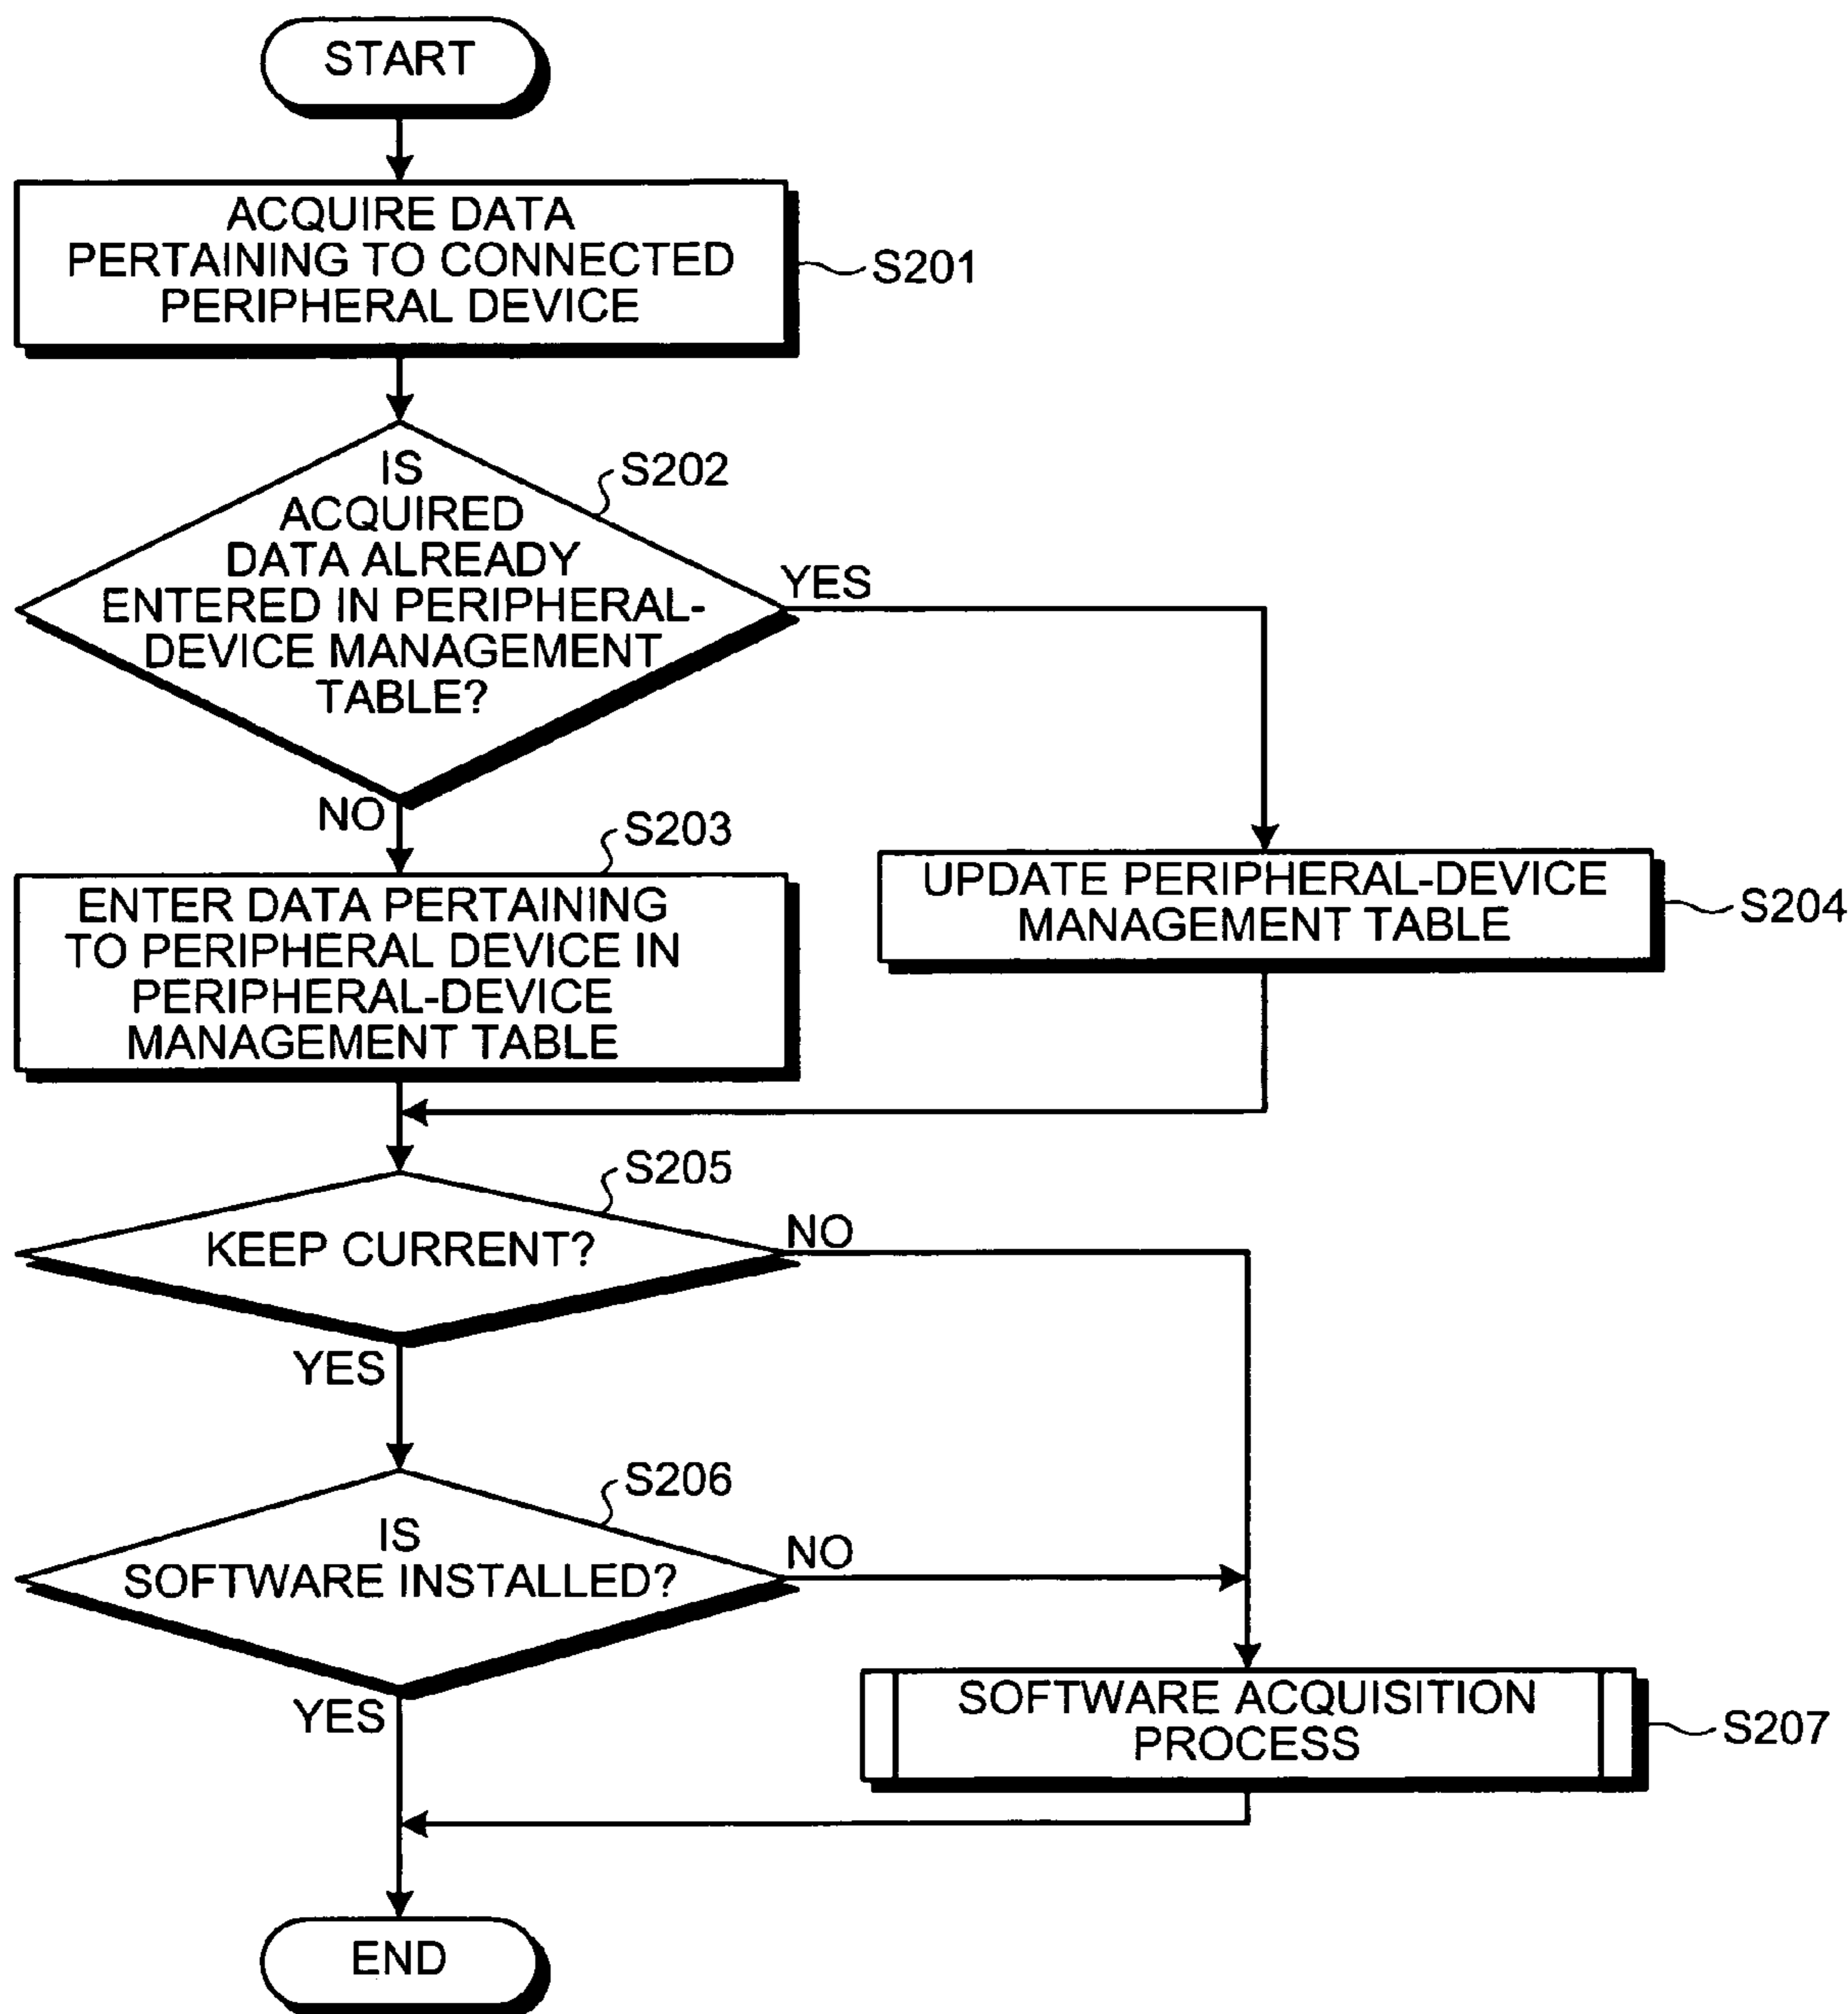 START
ACQUIRE DATA
PERTAINING TO CONNECTED
PERIPHERAL DEVICE
S201
IS
ACQUIRED
DATA ALREADY
ENTERED IN PERIPHERAL-
DEVICE MANAGEMENT
TABLE?
S202
YES
NO
S203
ENTER DATA PERTAINING
TO PERIPHERAL DEVICE IN
PERIPHERAL-DEVICE
MANAGEMENT TABLE
UPDATE PERIPHERAL-DEVICE
MANAGEMENT TABLE
S204
S205
KEEP CURRENT?
NO
YES
S206
IS
SOFTWARE INSTALLED?
NO
YES
SOFTWARE ACQUISITION
PROCESS
S207
END